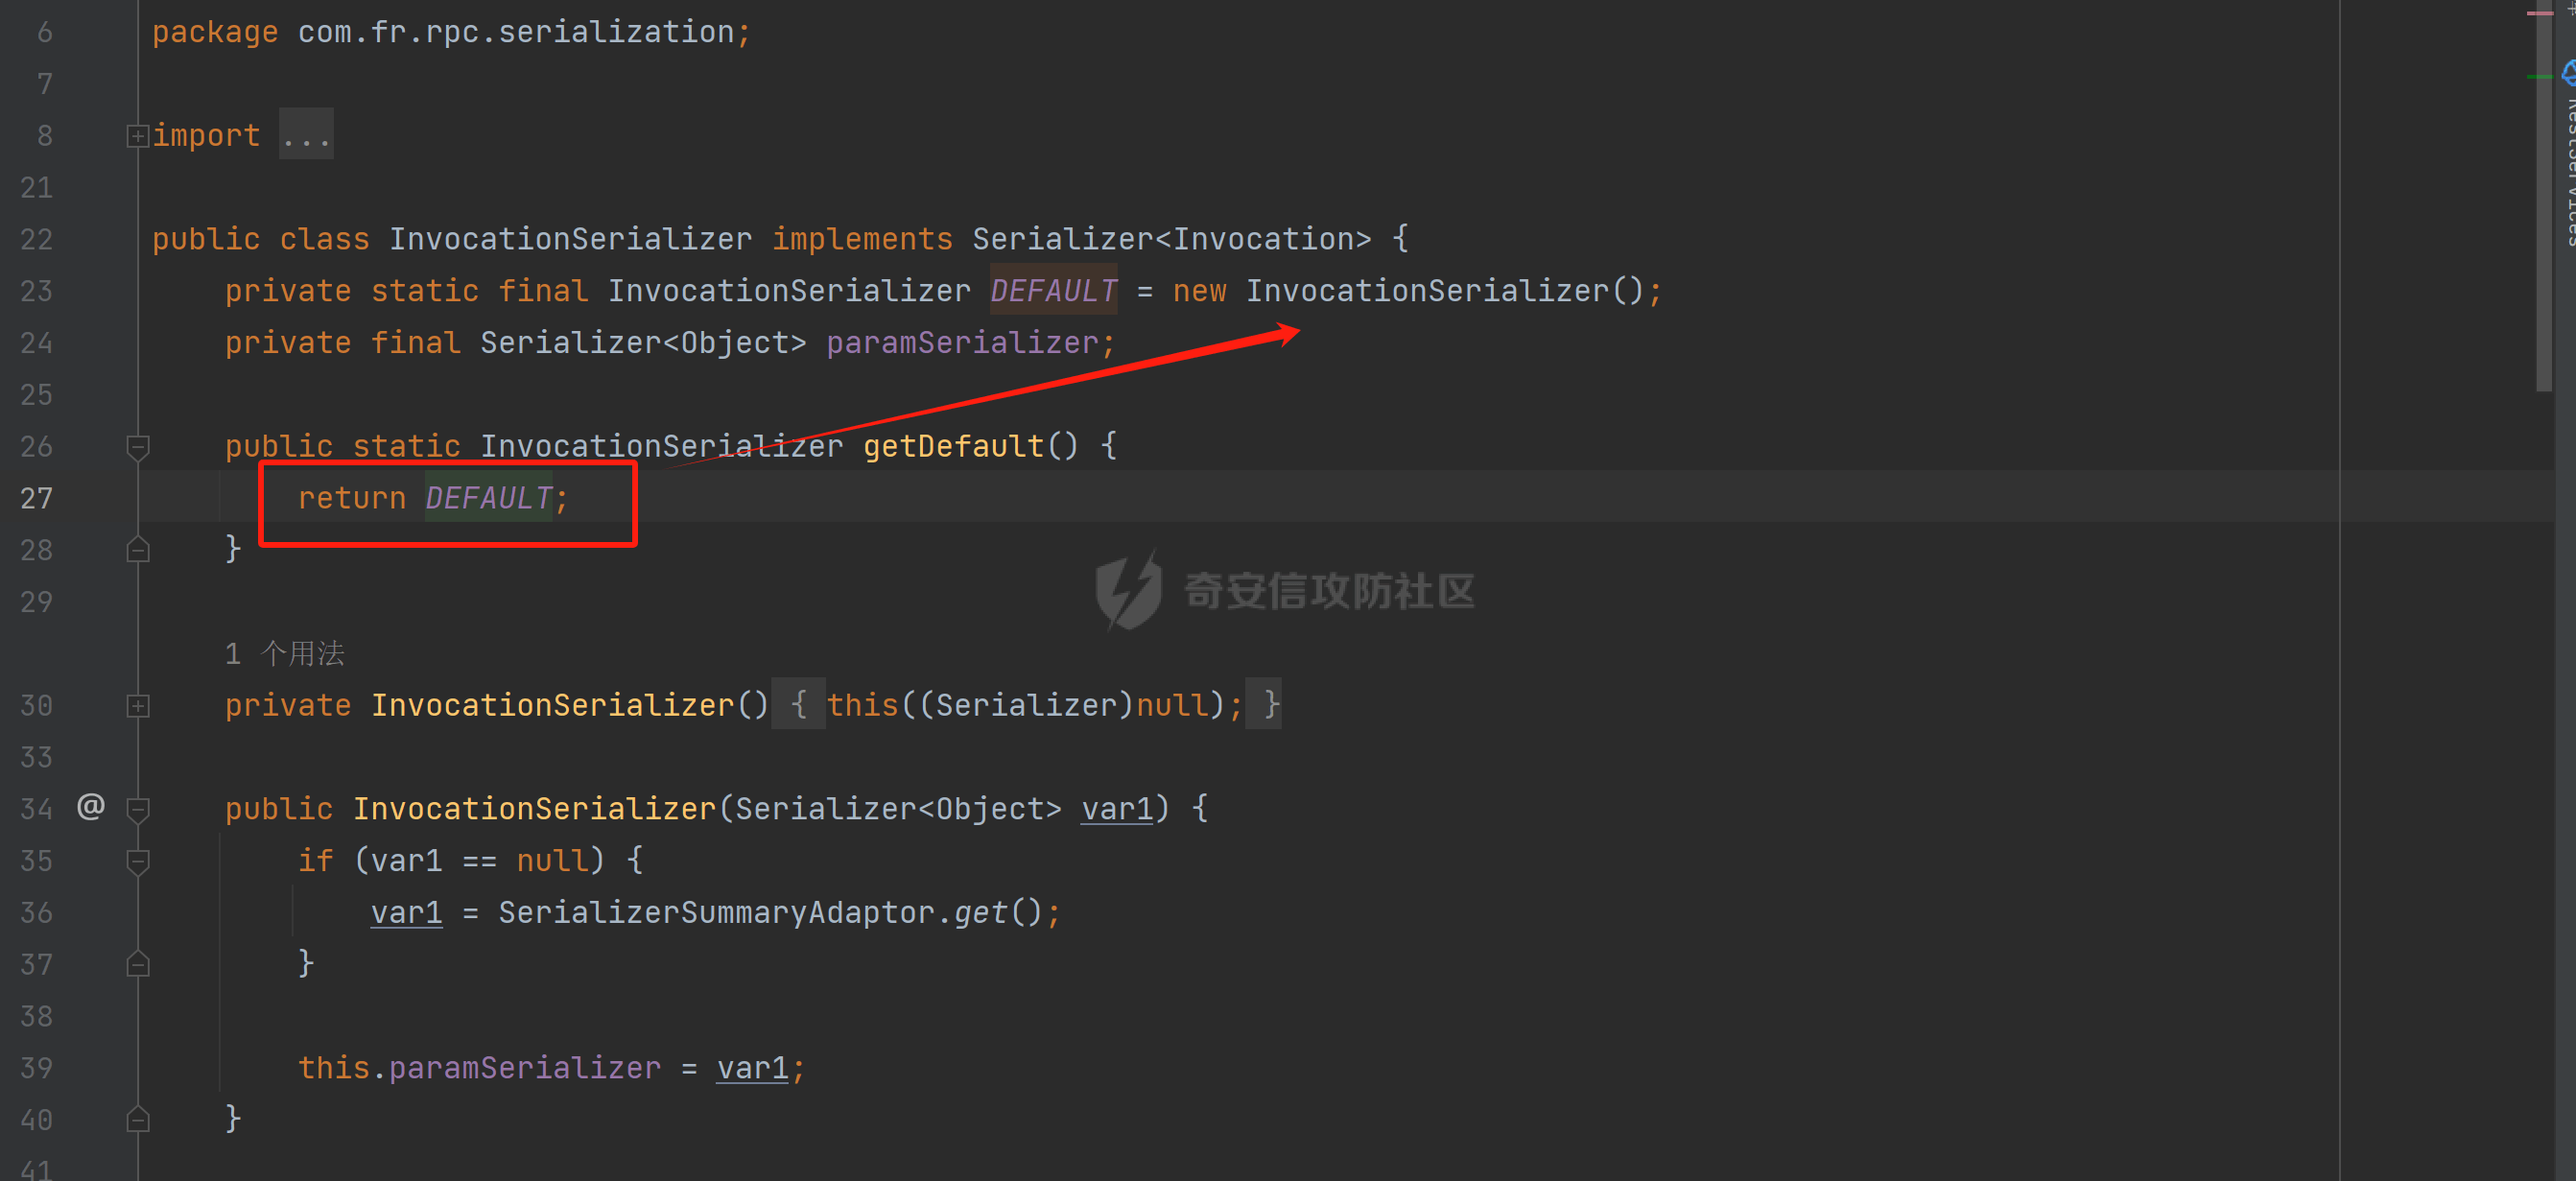 6 package com.fr.rpc.serialization;
7
8 import ...
21
22 public class InvocationSerializer implements Serializer<Invocation> {
23 private static final InvocationSerializer DEFAULT = new InvocationSerializer();
24 private final Serializer<Object> paramSerializer;
25
26 public static InvocationSerializer getDefault() {
27 return DEFAULT;
28 }
29
奇安信攻防社区
1 个用法
30 private InvocationSerializer() { this((Serializer)null); }
33
34 @ public InvocationSerializer(Serializer<Object> var1) {
35 if (var1 == null) {
36 var1 = SerializerSummaryAdaptor.get();
37 }
38
39 this.paramSerializer = var1;
40 }
41
RestServices